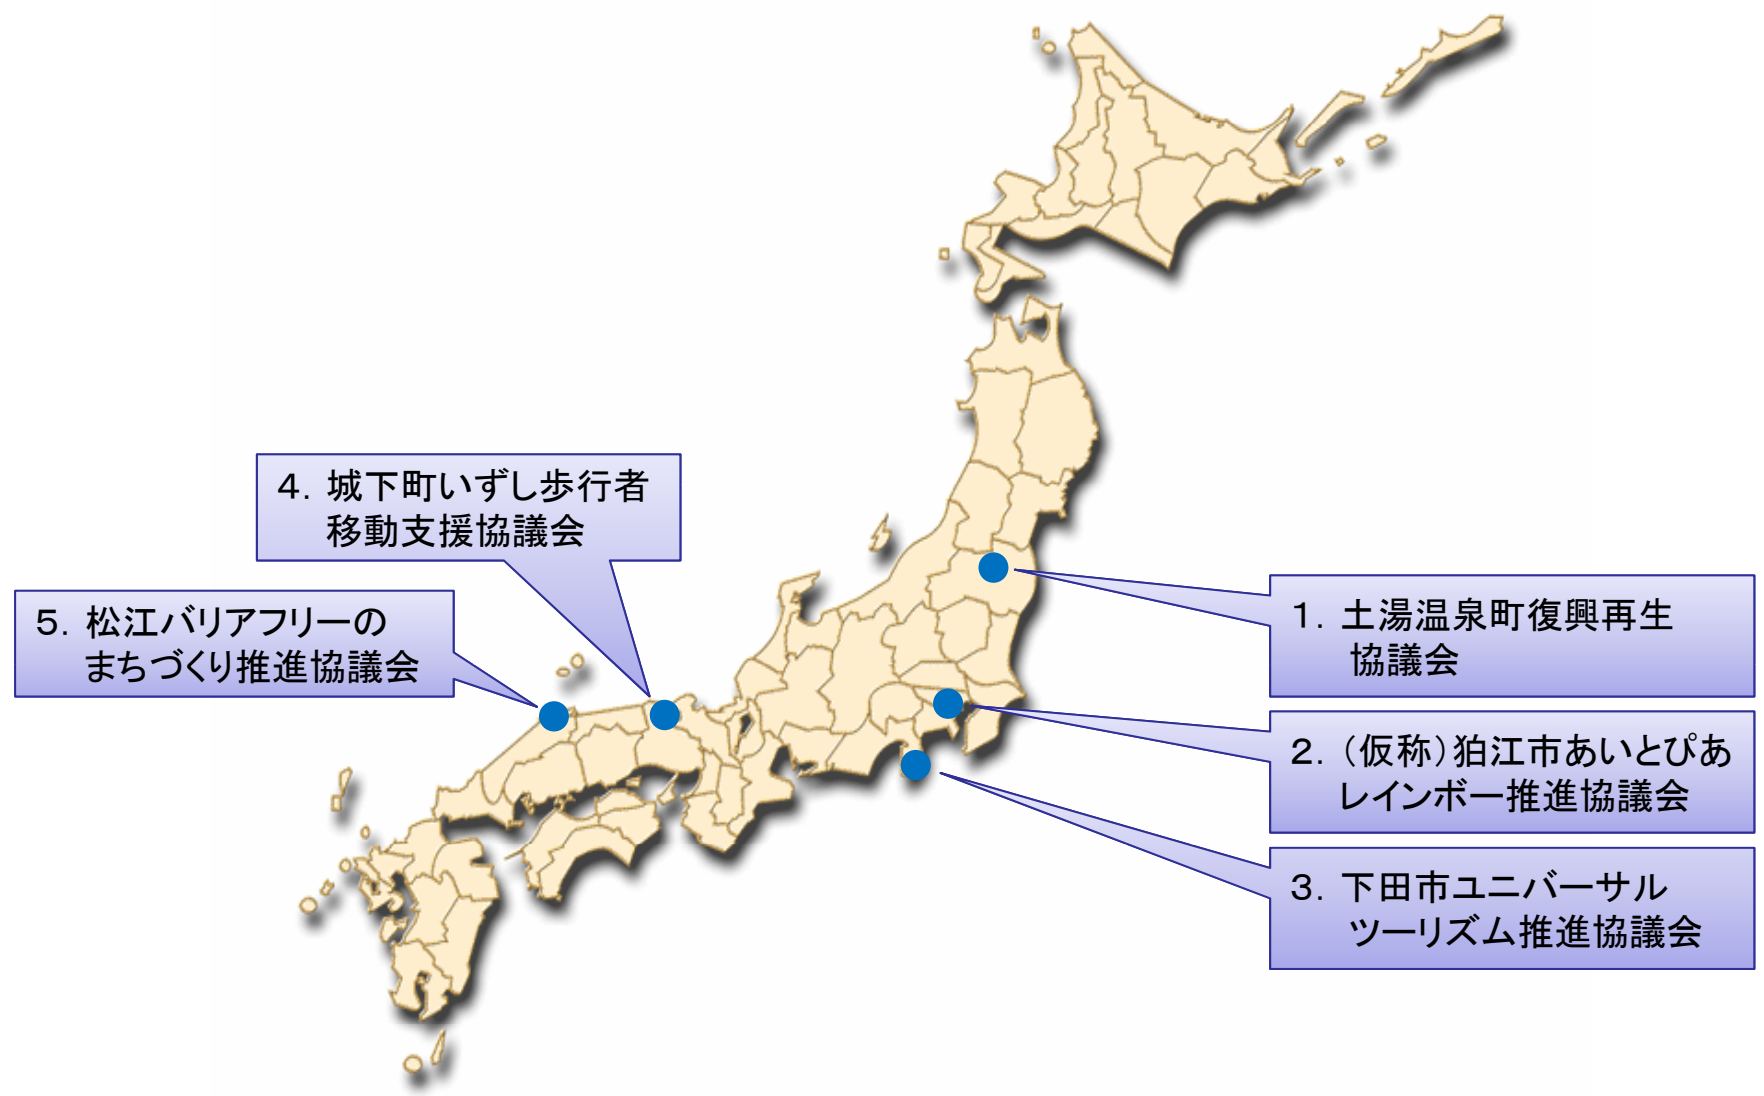 4. 城下町いずし歩行者
移動支援協議会
5. 松江バリアフリーの
まちづくり推進協議会
1. 土湯温泉町復興再生
協議会
2. （仮称）狛江市あいとぴあ
レインボー推進協議会
3. 下田市ユニバーサル
ツーリズム推進協議会